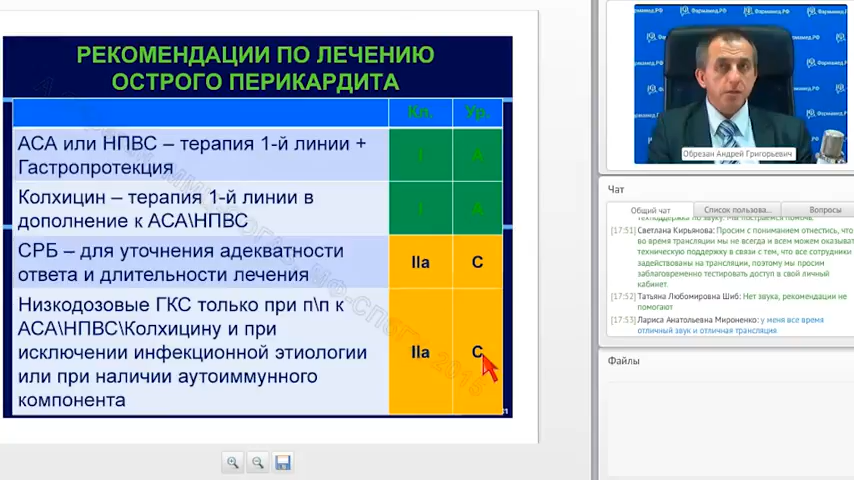 РЕКОМЕНДАЦИИ ПО ЛЕЧЕНИЮ
ОСТРОГО ПЕРИКАРДИТА
Кл. Ур.
АСА или НПВС – терапия 1-й линии +
Гастропротекция
I A
Колхицин – терапия 1-й линии в
дополнение к АСА\НПВС
I A
СРБ – для уточнения адекватности
ответа и длительности лечения
IIa C
Низкодозовые ГКС только при п\п к
АСА\НПВС\Колхицину и при
исключении инфекционной этиологии
или при наличии аутоиммунного
компонента
IIa C
21
Фармамед.РФ
Обрезан Андрей Григорьевич
Чат
Общий чат Список пользова... Вопросы
[17:51] Светлана Кирьянова: Просим с пониманием отнестись, что
во время трансляции мы не всегда и всем можем оказывать
техническую поддержку в связи с тем, что все сотрудники
задействованы на трансляции, поэтому мы просим
заблаговременно тестировать доступ в свой личный
кабинет.
[17:52] Татьяна Любомировна Шиб: Нет звука, рекомендации не
помогают
[17:53] Лариса Анатольевна Мироненко: у меня все время
отличный звук и отличная трансляция
Файлы